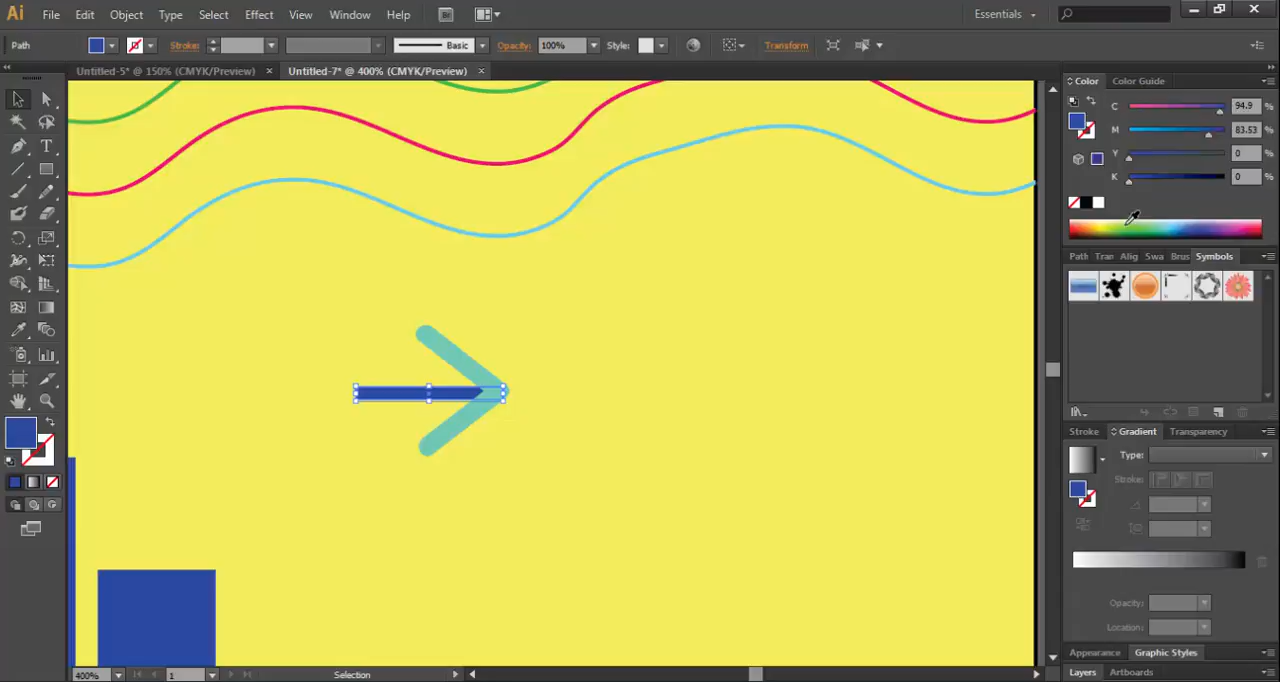 Ai File Edit Object Type Select Effect View Window Help Br Essentials
Path Strokes Basic Opacity: 100% Style: Transform
Untitled-5* @ 150% (CMYK/Preview) × Untitled-7* @ 400% (CMYK/Preview) ×
Color Color Guide
C 94.9 %
M 83.53 %
Y 0 %
K 0 %
Path Tran Alig Swa Brus Symbols
Stroke Gradient Transparency
Type:
Stroke:
Opacity:
Location:
Appearance Graphic Styles
400% 1 Selection
Layers Artboards